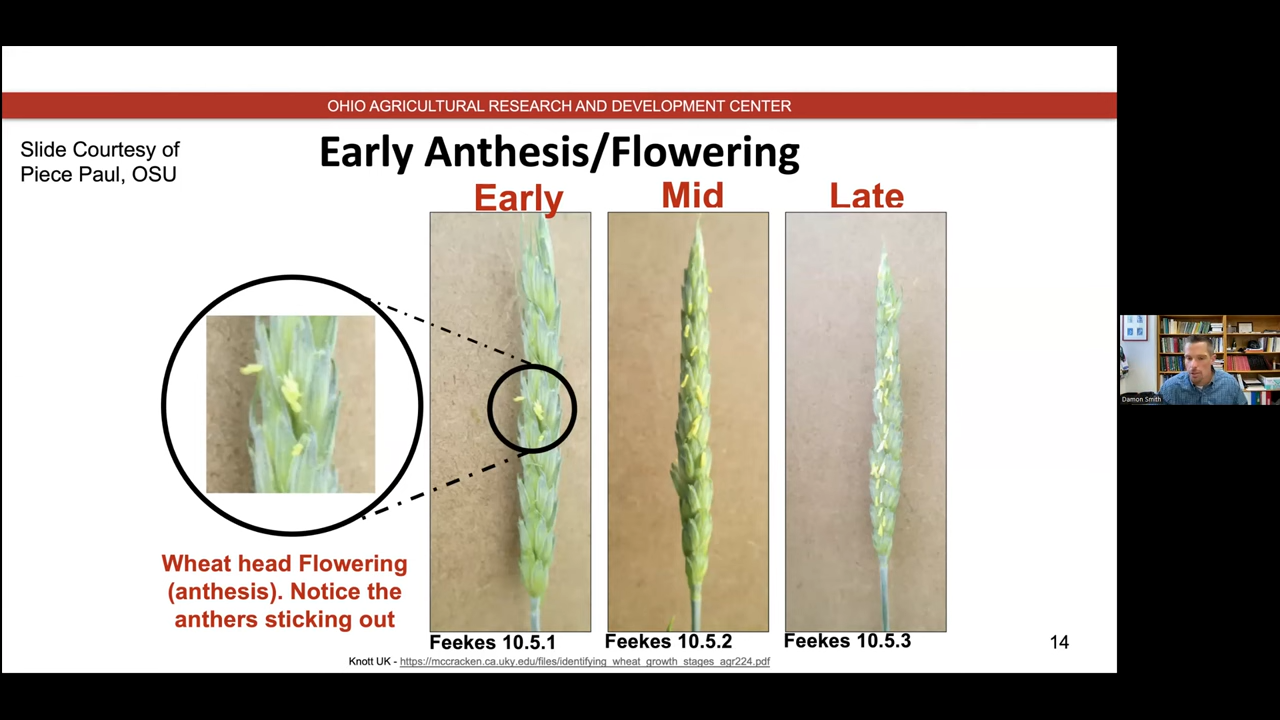 OHIO AGRICULTURAL RESEARCH AND DEVELOPMENT CENTER
Slide Courtesy of
Piece Paul, OSU
Early Anthesis/Flowering
Early
Mid
Late
Wheat head Flowering
(anthesis). Notice the
anthers sticking out
Feekes 10.5.1
Feekes 10.5.2
Feekes 10.5.3
14
Knott UK - https://mccracken.ca.uky.edu/files/identifying_wheat_growth_stages_agr224.pdf
Damon Smith